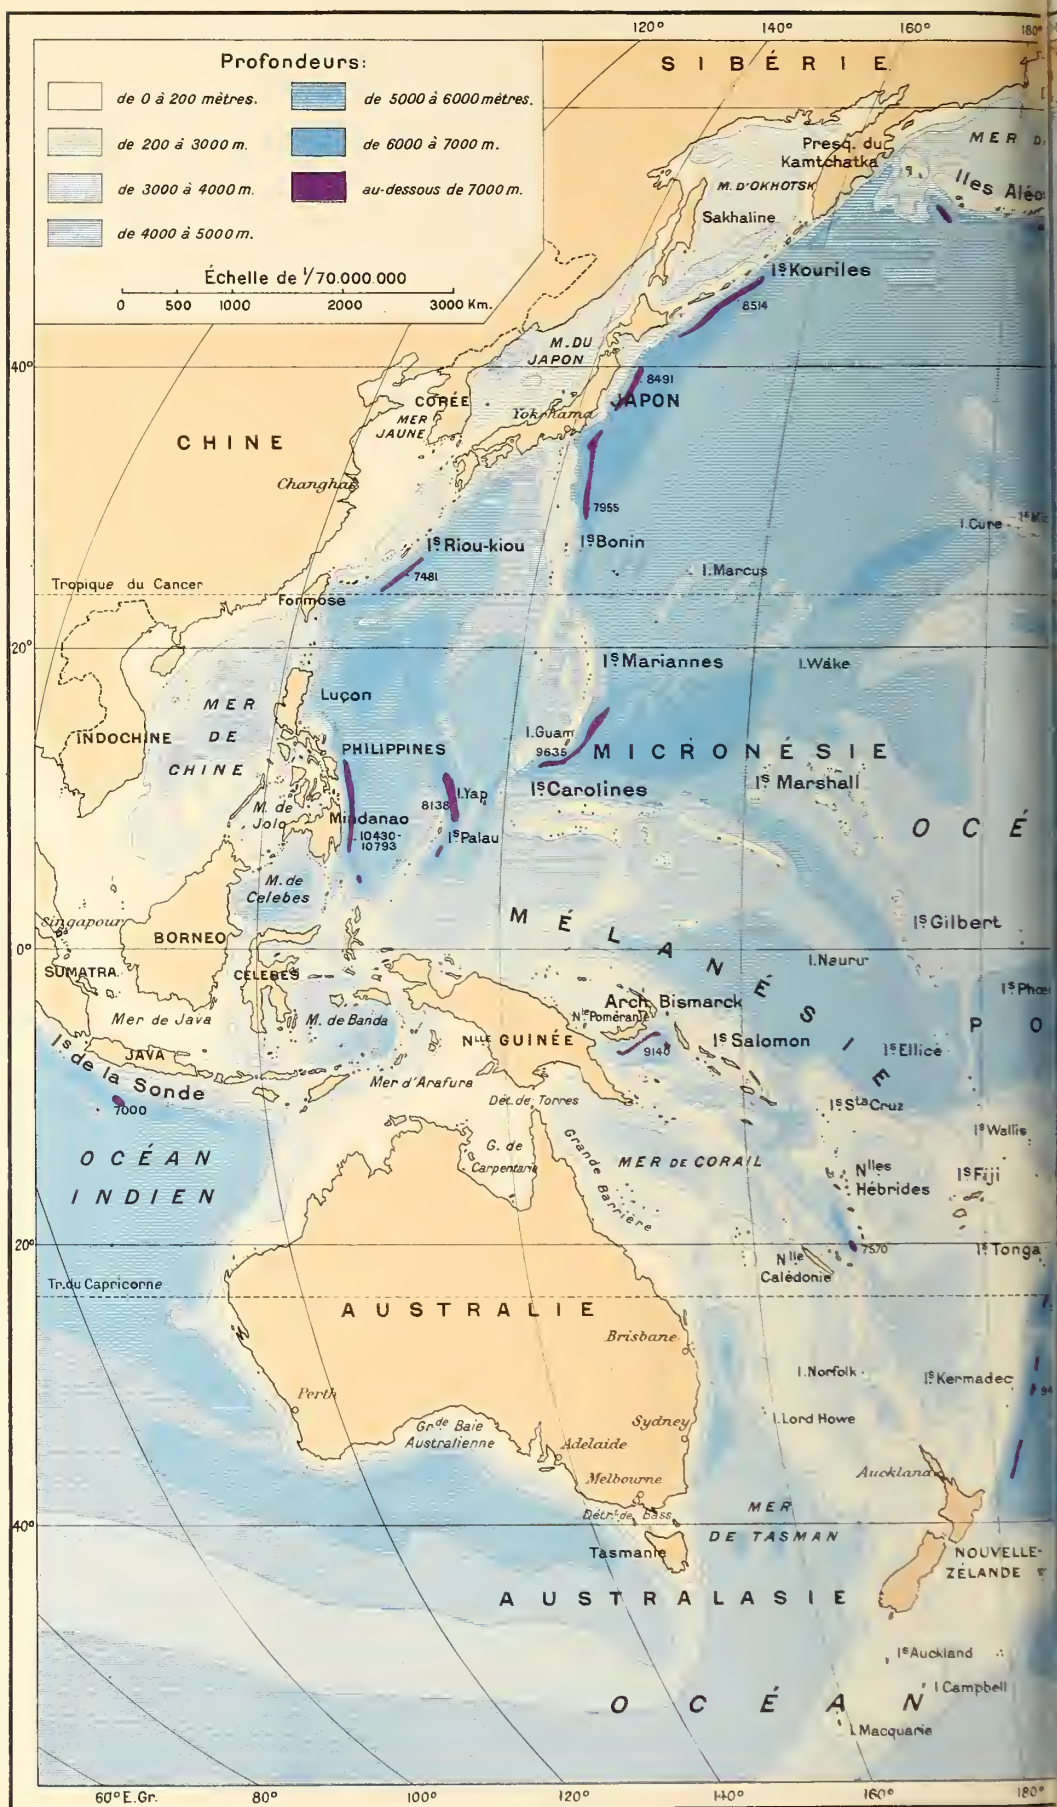 120° 140° 160° 180°
Profondeurs:
de 0 à 200 mètres.
de 200 à 3000 m.
de 3000 à 4000 m.
de 4000 à 5000 m.
de 5000 à 6000 mètres.
de 6000 à 7000 m.
au-dessous de 7000 m.
Échelle de 1/70.000.000
0 500 1000 2000 3000 Km.
SIBÉRIE
MER
Presq. du
Kamtchatka
M. D'OKHOTSK
Iles Aléo
Sakhaline
Is Kouriles
8514
M. DU
JAPON
40°
8491
CORÉE
JAPON
MER
JAUNE
Yokohama
CHINE
Changhaï
7955
I. Cure
Is Riou-kiou
Is Bonin
7481
I. Marcus
Tropique du Cancer
Formose
20°
Is Mariannes
I. Wake
Luçon
MER
DE
CHINE
INDOCHINE
PHILIPPINES
I. Guam
9635
MICRONÉSIE
Is Marshall
Is Carolines
I. Yap
8138
M. de
Jolo
Mindanao
10430-
10793
Is Palau
OCÉ
M. de
Celebes
MÉLANÉSIE
Singapour
BORNEO
Is Gilbert
0°
SUMATRA
CÉLÈBES
I. Nauru
Is Phœ
Arch. Bismarck
Nlle Poméranie
Mer de Java
M. de Banda
Nlle GUINÉE
9140
Is Salomon
PO
Is Ellice
JAVA
Is de la Sonde
Mer d'Arafura
7000
Dét. de Torres
Is Sta Cruz
Is Wallis
OCÉAN
INDIEN
G. de
Carpentarie
Grande Barrière
MER DE CORAIL
Nlles
Hébrides
Is Fiji
20°
7570
Is Tonga
Nlle
Calédonie
Tr. du Capricorne
AUSTRALIE
Brisbane
I. Norfolk
Is Kermadec
94
Perth
I. Lord Howe
Sydney
Grde Baie
Australienne
Adelaide
Auckland
Melbourne
MER
DE TASMAN
40°
Détrt de Bass
Tasmanie
NOUVELLE-
ZÉLANDE
AUSTRALASIE
Is Auckland
I. Campbell
OCÉAN
I. Macquarie
60° E. Gr. 80° 100° 120° 140° 160° 180°